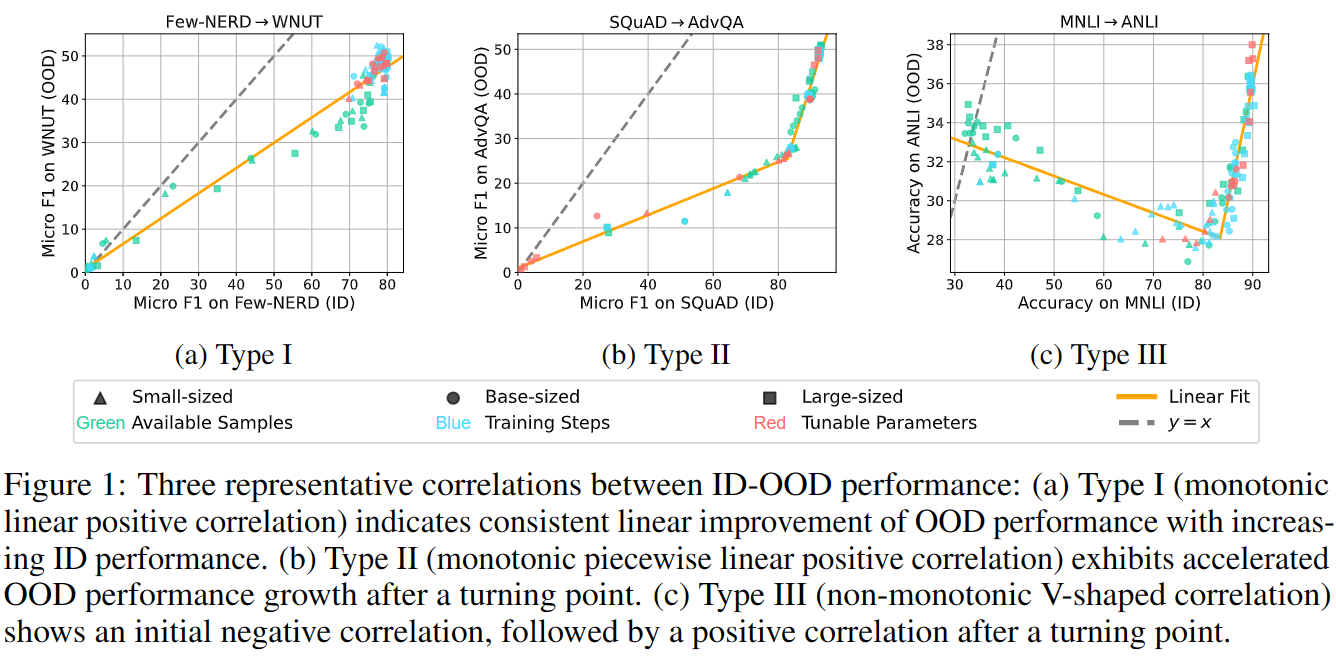 Few-NERD→WNUT
50
40
30
20
10
0
0 10 20 30 40 50 60 70 80
Micro F1 on WNUT (OOD)
Micro F1 on Few-NERD (ID)
(a) Type I
SQuAD→AdvQA
50
40
30
20
10
0
0 20 40 60 80
Micro F1 on AdvQA (OOD)
Micro F1 on SQuAD (ID)
(b) Type II
MNLI→ANLI
38
36
34
32
30
28
30 40 50 60 70 80 90
Accuracy on ANLI (OOD)
Accuracy on MNLI (ID)
(c) Type III
Small-sized Base-sized Large-sized Linear Fit
Green Available Samples Blue Training Steps Red Tunable Parameters y = x
Figure 1: Three representative correlations between ID-OOD performance: (a) Type I (monotonic
linear positive correlation) indicates consistent linear improvement of OOD performance with increas-
ing ID performance. (b) Type II (monotonic piecewise linear positive correlation) exhibits accelerated
OOD performance growth after a turning point. (c) Type III (non-monotonic V-shaped correlation)
shows an initial negative correlation, followed by a positive correlation after a turning point.